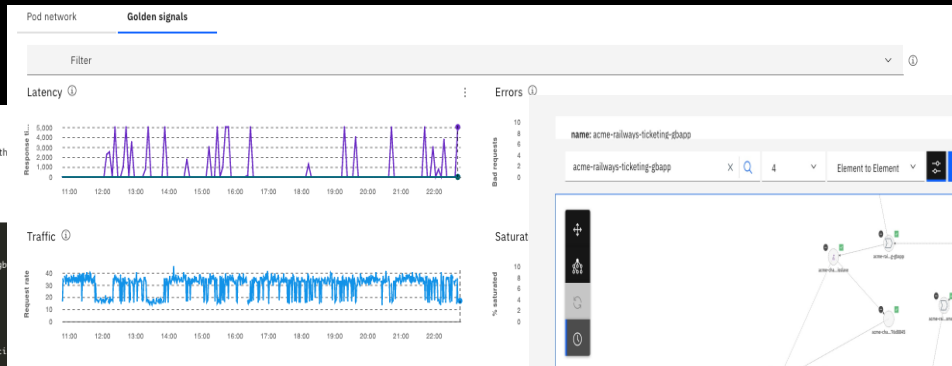 Pod network
Golden signals
Filter
Latency
Response ti...
5,000
4,000
3,000
2,000
1,000
0
11:00 12:00 13:00 14:00 15:00 16:00 17:00 18:00 19:00 20:00 21:00 22:00
Errors
Bad requests
10
8
6
4
2
0
name: acme-railways-ticketing-gbapp
acme-railways-ticketing-gbapp
4
Element to Element
Traffic
Request rate
40
30
20
10
0
11:00 12:00 13:00 14:00 15:00 16:00 17:00 18:00 19:00 20:00 21:00 22:00
Saturat
% saturated
10
8
6
4
2
0
th
gb